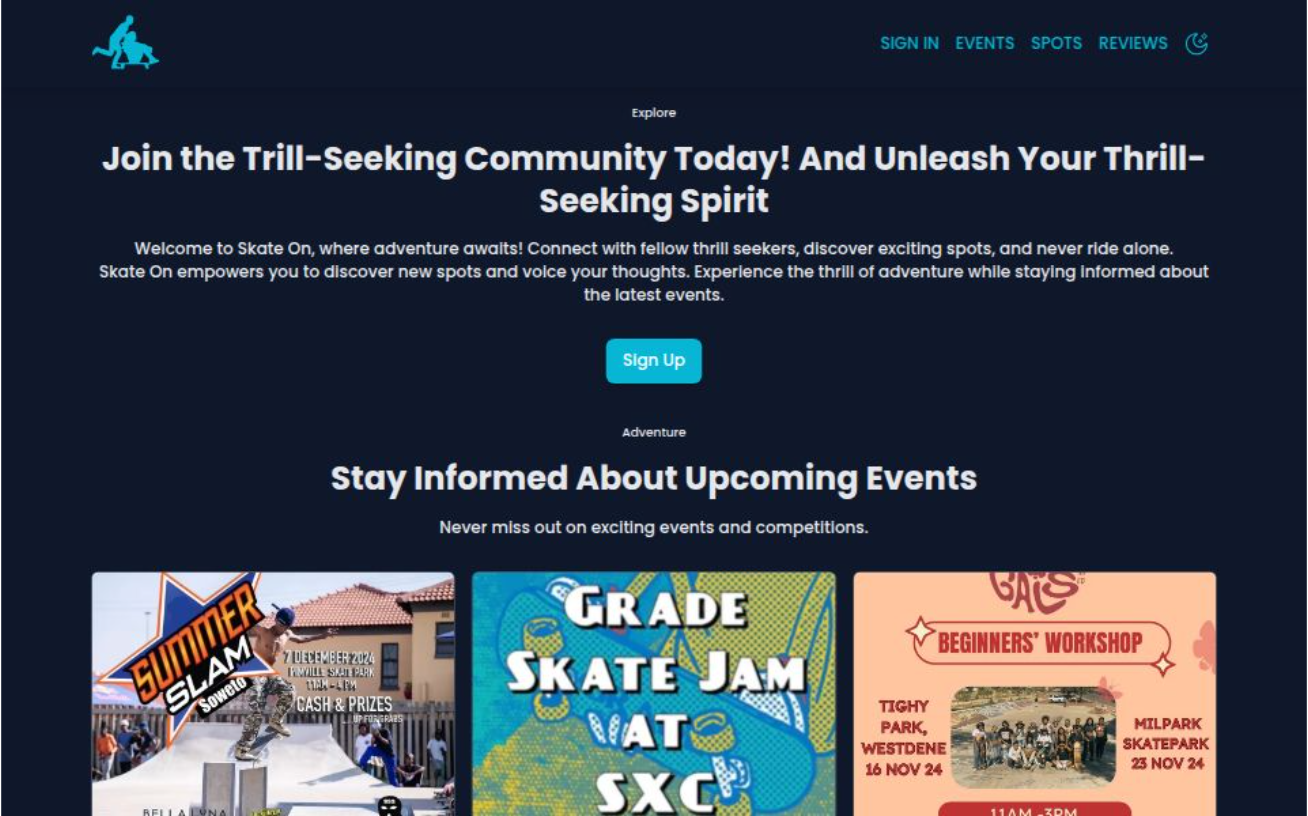 SIGN IN EVENTS SPOTS REVIEWS
Explore
Join the Trill-Seeking Community Today! And Unleash Your Thrill-
Seeking Spirit
Welcome to Skate On, where adventure awaits! Connect with fellow thrill seekers, discover exciting spots, and never ride alone.
Skate On empowers you to discover new spots and voice your thoughts. Experience the thrill of adventure while staying informed about
the latest events.
Sign Up
Adventure
Stay Informed About Upcoming Events
Never miss out on exciting events and competitions.
SUMMER
SLAM
Soweto
7 DECEMBER 2024
SKATE PARK
11AM - 4PM
CASH & PRIZES
UP FOR GRABS
BELLA LUNA
GRADE
SKATE JAM
AT
SXC
GALS
BEGINNERS' WORKSHOP
TIGHY
PARK,
WESTDENE
16 NOV 24
MILPARK
SKATEPARK
23 NOV 24
11AM -3PM